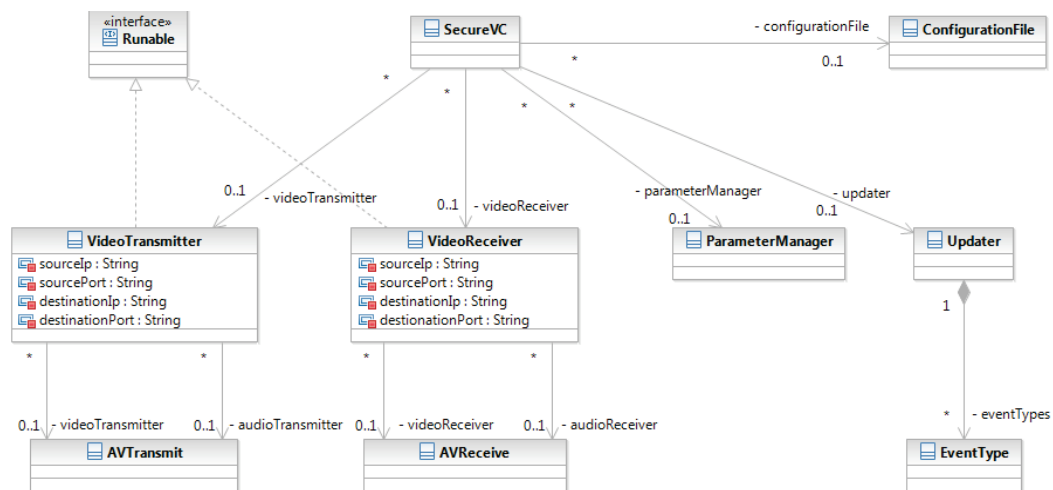 «interface»
Runable
SecureVC
- configurationFile
ConfigurationFile
*
0..1
*
*
*
*
0..1
- videoTransmitter
0..1
- videoReceiver
- parameterManager
0..1
- updater
0..1
VideoTransmitter
sourceIp : String
sourcePort : String
destinationIp : String
destinationPort : String
VideoReceiver
sourceIp : String
sourcePort : String
destinationIp : String
destionationPort : String
ParameterManager
Updater
1
*
*
*
*
0..1
- videoTransmitter
0..1
- audioTransmitter
0..1
- videoReceiver
0..1
- audioReceiver
*
- eventTypes
AVTransmit
AVReceive
EventType